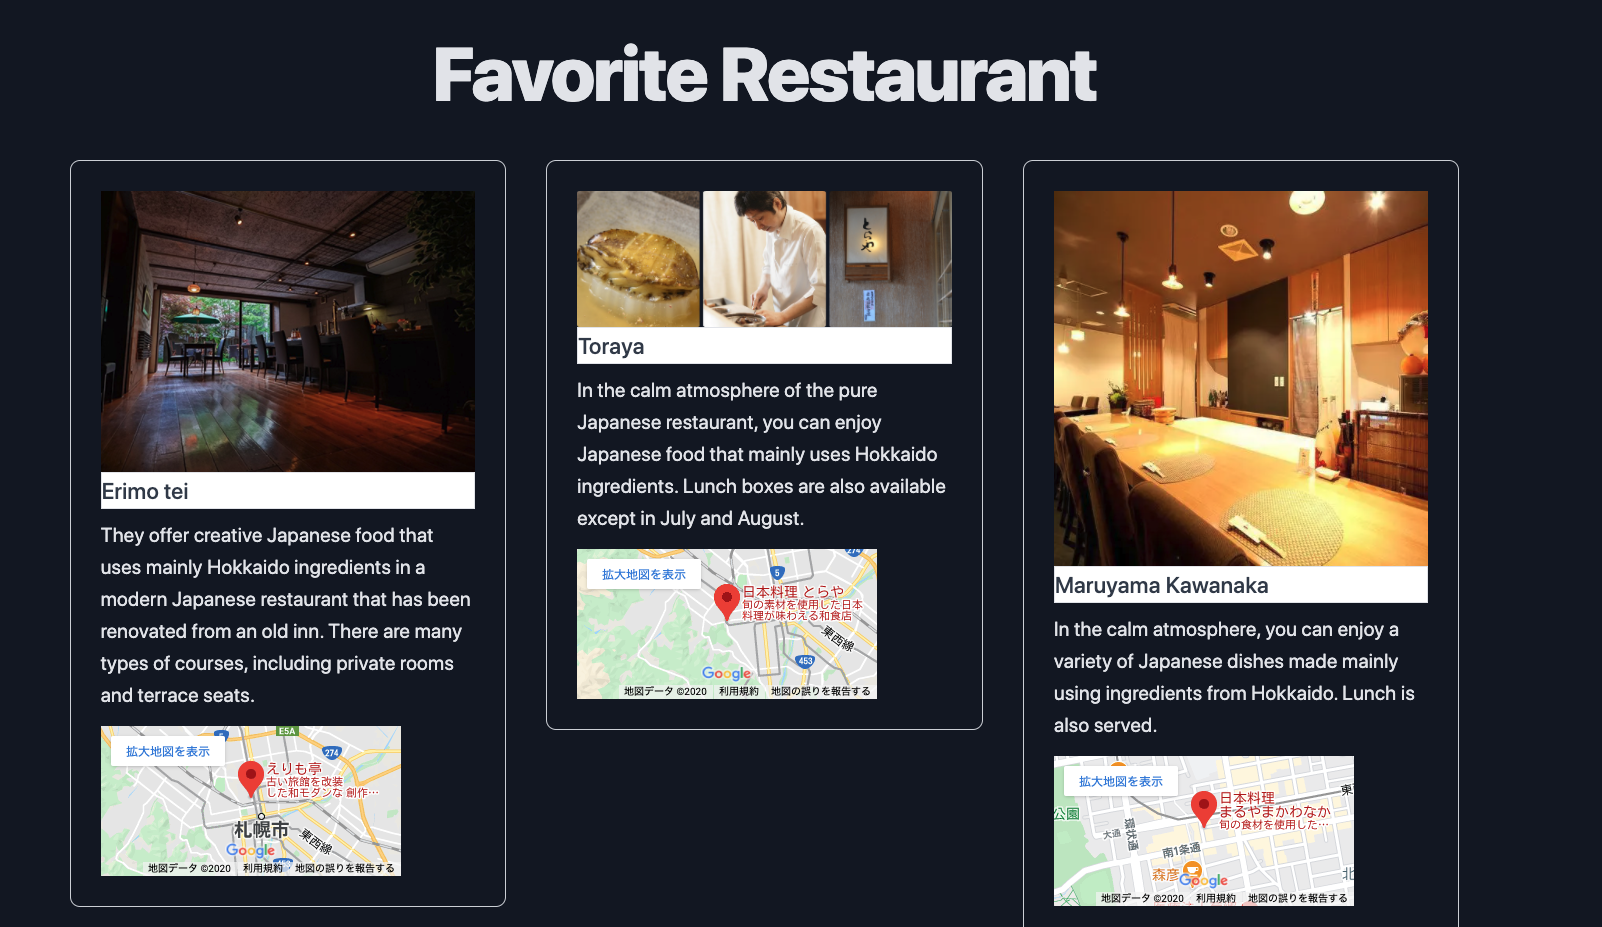 Favorite Restaurant
Erimo tei
They offer creative Japanese food that
uses mainly Hokkaido ingredients in a
modern Japanese restaurant that has been
renovated from an old inn. There are many
types of courses, including private rooms
and terrace seats.
拡大地図を表示
E5A
5
274
えりも亭
古い旅館を改装
した和モダンな 創作…
札幌市
東西線
Google
地図データ ©2020 利用規約 地図の誤りを報告する
とらや
Toraya
In the calm atmosphere of the pure
Japanese restaurant, you can enjoy
Japanese food that mainly uses Hokkaido
ingredients. Lunch boxes are also available
except in July and August.
拡大地図を表示
274
5
日本料理 とらや
旬の素材を使用した日本
料理が味わえる和食店
東西線
453
Google
地図データ ©2020 利用規約 地図の誤りを報告する
Maruyama Kawanaka
In the calm atmosphere, you can enjoy a
variety of Japanese dishes made mainly
using ingredients from Hokkaido. Lunch is
also served.
拡大地図を表示
東
日本料理
まるやまかわなか
旬の食材を使用した…
公園
大通
環状通
南1条通
森彦
北
Google
地図データ ©2020 利用規約 地図の誤りを報告する